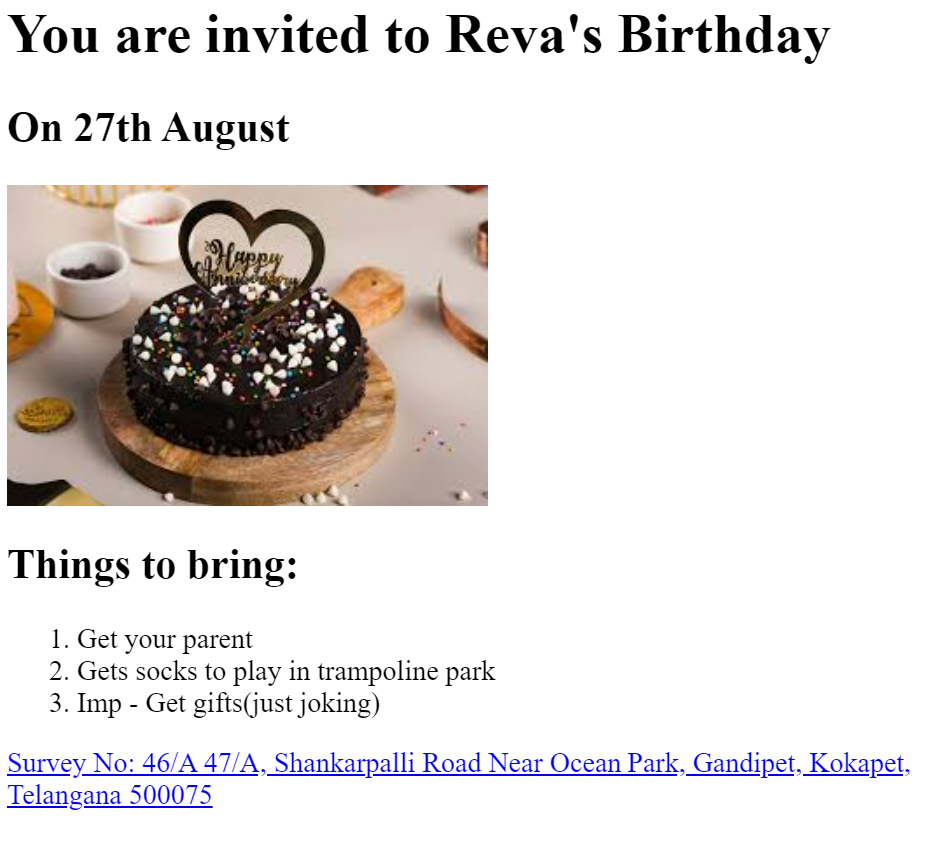 You are invited to Reva's Birthday
On 27th August
Happy
Anniversary
Things to bring:
1. Get your parent
2. Gets socks to play in trampoline park
3. Imp - Get gifts(just joking)
Survey No: 46/A 47/A, Shankarpalli Road Near Ocean Park, Gandipet, Kokapet,
Telangana 500075